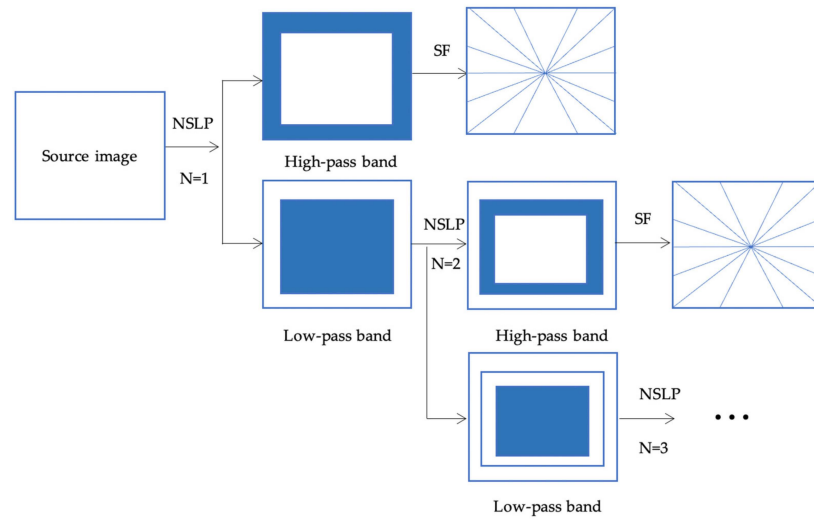 Source image
NSLP
N=1
High-pass band
SF
Low-pass band
NSLP
N=2
High-pass band
SF
Low-pass band
NSLP
N=3
...